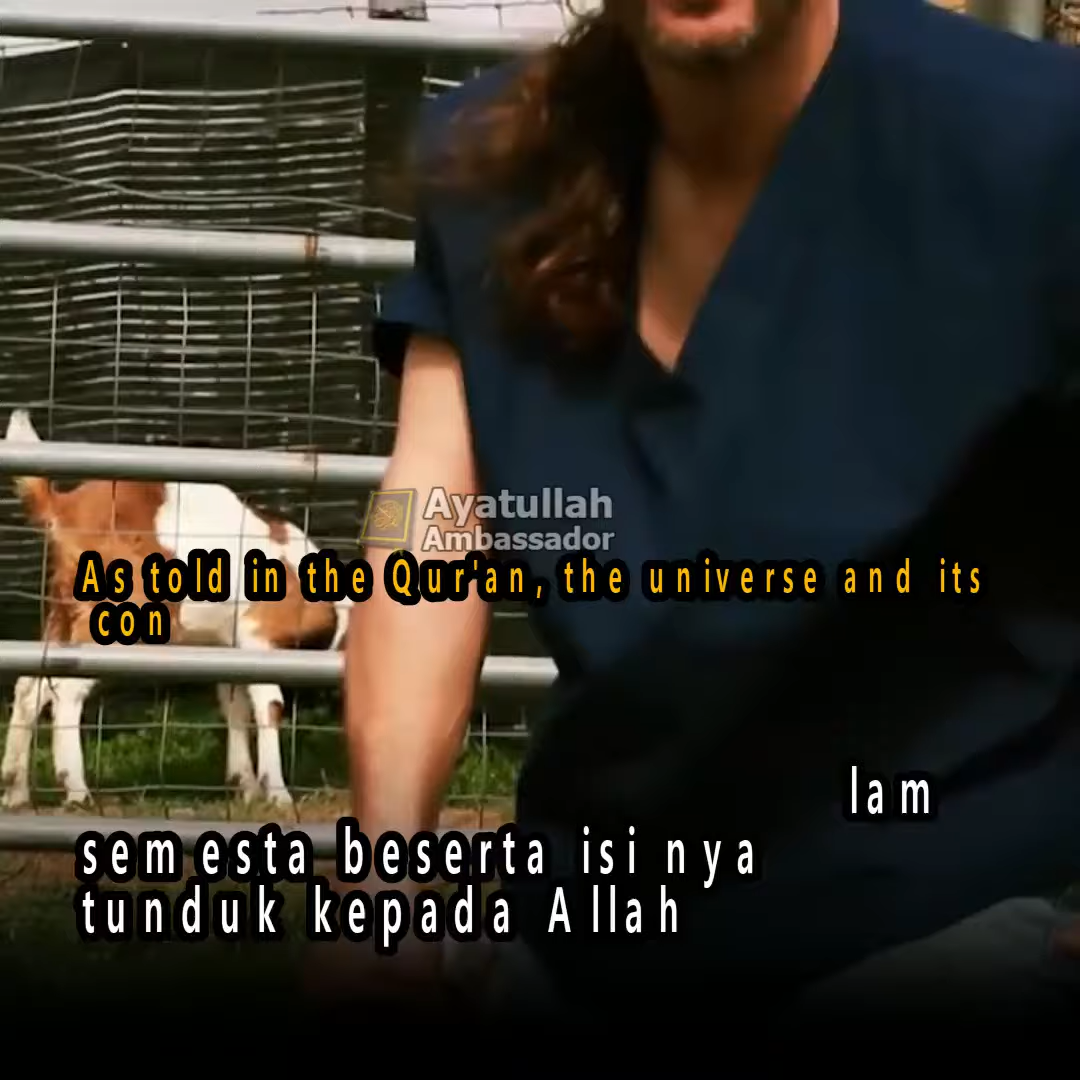 Ayatullah
Ambassador
As told in the Qur'an, the universe and its
con
lam
semesta beserta isi nya
tunduk kepada Allah